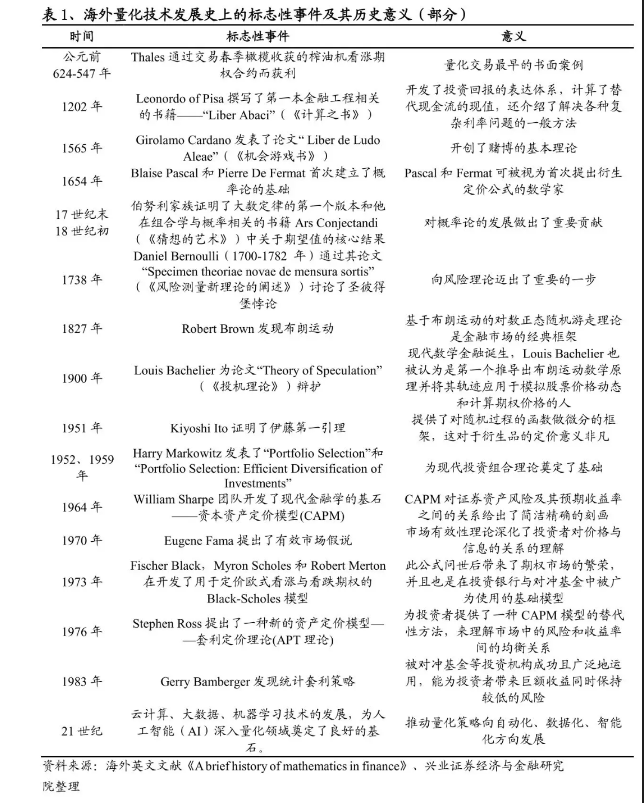 表 1、海外量化技术发展史上的标志性事件及其历史意义（部分）
时间 标志性事件 意义
公元前
624-547 年
Thales 通过交易春季橄榄收获的榨油机看涨期
权合约而获利
量化交易最早的书面案例
1202 年
Leonordo of Pisa 撰写了第一本金融工程相关
的书籍——“Liber Abaci”（《计算之书》）
开发了投资回报的表达体系，计算了替
代现金流的现值，还介绍了解决各种复
杂利率问题的一般方法
1565 年
Girolamo Cardano 发表了论文“ Liber de Ludo
Aleae”（《机会游戏书》）
开创了赌博的基本理论
1654 年
Blaise Pascal 和 Pierre De Fermat 首次建立了概
率论的基础
Pascal 和 Fermat 可被视为首次提出衍生
定价公式的数学家
17 世纪末
18 世纪初
伯努利家族证明了大数定律的第一个版本和他
在组合学与概率相关的书籍 Ars Conjectandi
（《猜想的艺术》）中关于期望值的核心结果
对概率论的发展做出了重要贡献
1738 年
Daniel Bernoulli（1700-1782 年）通过其论文
“Specimen theoriae novae de mensura sortis”
（《风险测量新理论的阐述》）讨论了圣彼得
堡悖论
向风险理论迈出了重要的一步
1827 年
Robert Brown 发现布朗运动
基于布朗运动的对数正态随机游走理论
是金融市场的经典框架
1900 年
Louis Bachelier 为论文“Theory of Speculation”
（《投机理论》）辩护
现代数学金融诞生，Louis Bachelier 也
被认为是第一个推导出布朗运动数学原
理并将其轨迹应用于模拟股票价格动态
和计算期权价格的人
1951 年
Kiyoshi Ito 证明了伊藤第一引理
提供了对随机过程的函数做微分的框
架，这对于衍生品的定价意义非凡
1952、1959
年
Harry Markowitz 发表了“Portfolio Selection”和
“Portfolio Selection: Efficient Diversification of
Investments”
为现代投资组合理论奠定了基础
1964 年
William Sharpe 团队开发了现代金融学的基石
——资本资产定价模型(CAPM)
CAPM 对证券资产风险及其预期收益率
之间的关系给出了简洁精确的刻画
1970 年
Eugene Fama 提出了有效市场假说
市场有效性理论深化了投资者对价格与
信息的关系的理解
1973 年
Fischer Black，Myron Scholes 和 Robert Merton
在开发了用于定价欧式看涨与看跌期权的
Black-Scholes 模型
此公式问世后带来了期权市场的繁荣，
并且也是在投资银行与对冲基金中被广
为使用的基础模型
1976 年
Stephen Ross 提出了一种新的资产定价模型—
—套利定价理论(APT 理论)
为投资者提供了一种 CAPM 模型的替代
性方法，来理解市场中的风险和收益率
间的均衡关系
1983 年
Gerry Bamberger 发现统计套利策略
被对冲基金等投资机构成功且广泛地运
用，能为投资者带来巨额收益同时保持
较低的风险
21 世纪
云计算、大数据、机器学习技术的发展，为人
工智能（AI）深入量化领域奠定了良好的基
石。
推动量化策略向自动化、数据化、智能
化方向发展
资料来源：海外英文文献《A brief history of mathematics in finance》、兴业证券经济与金融研究
院整理